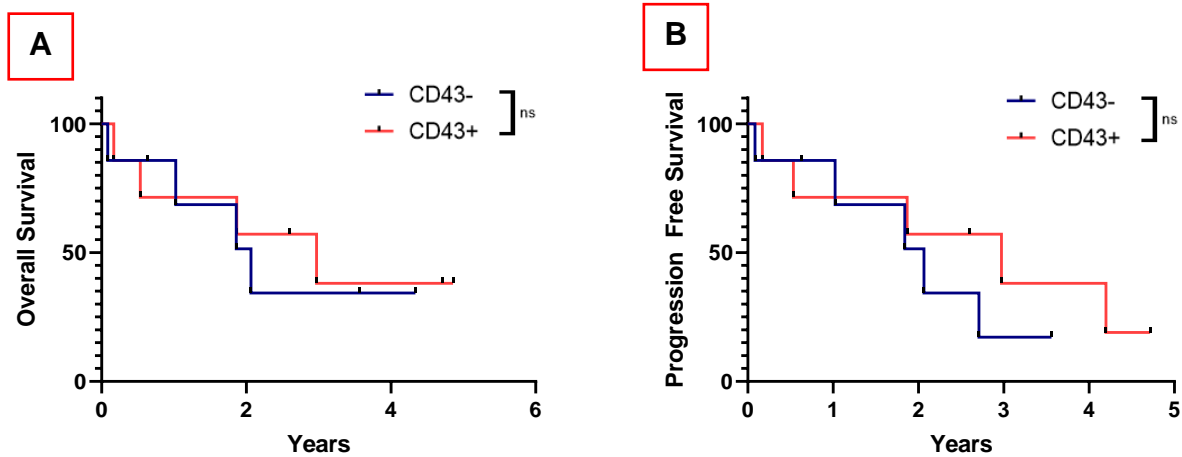 A
CD43-
CD43+
ns
100
50
0
Overall Survival
0 2 4 6
Years
B
CD43-
CD43+
ns
100
50
0
Progression Free Survival
0 1 2 3 4 5
Years